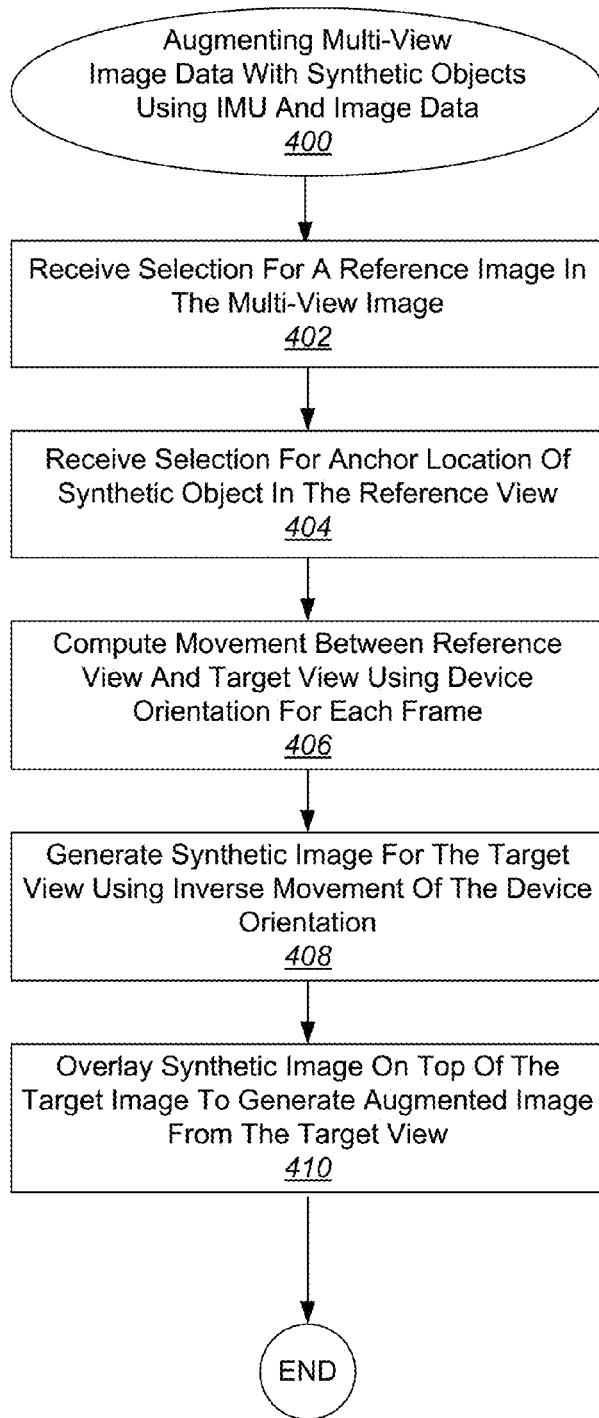 Augmenting Multi-View
Image Data With Synthetic Objects
Using IMU And Image Data
400
Receive Selection For A Reference Image In
The Multi-View Image
402
Receive Selection For Anchor Location Of
Synthetic Object In The Reference View
404
Compute Movement Between Reference
View And Target View Using Device
Orientation For Each Frame
406
Generate Synthetic Image For The Target
View Using Inverse Movement Of The Device
Orientation
408
Overlay Synthetic Image On Top Of The
Target Image To Generate Augmented Image
From The Target View
410
END